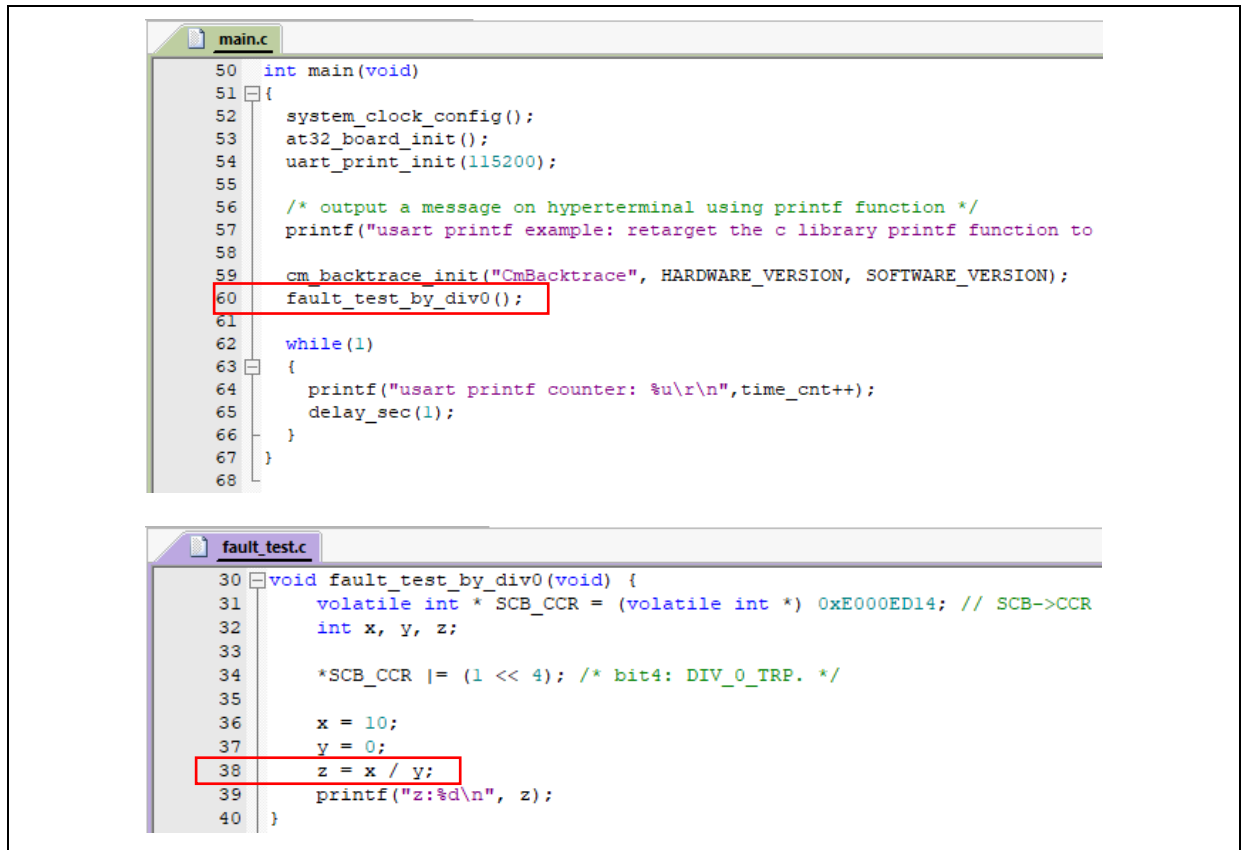 main.c
50 int main(void)
51 {
52 system_clock_config();
53 at32_board_init();
54 uart_print_init(115200);
55
56 /* output a message on hyperterminal using printf function */
57 printf("usart printf example: retarget the c library printf function to
58
59 cm_backtrace_init("CmBacktrace", HARDWARE_VERSION, SOFTWARE_VERSION);
60 fault_test_by_div0();
61
62 while(1)
63 {
64 printf("usart printf counter: %u\r\n",time_cnt++);
65 delay_sec(1);
66 }
67 }
68
fault_test.c
30 void fault_test_by_div0(void) {
31 volatile int * SCB_CCR = (volatile int *) 0xE000ED14; // SCB->CCR
32 int x, y, z;
33
34 *SCB_CCR |= (1 << 4); /* bit4: DIV_0_TRP. */
35
36 x = 10;
37 y = 0;
38 z = x / y;
39 printf("z:%d\n", z);
40 }